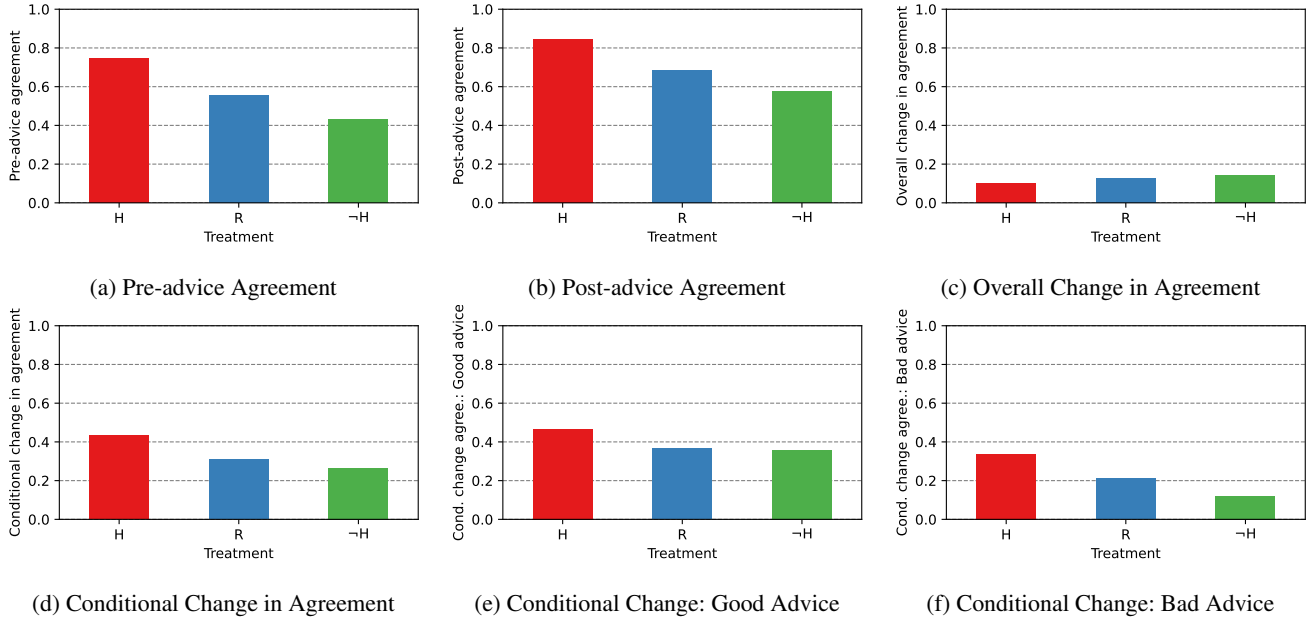 1.0
0.8
0.6
0.4
0.2
0.0
Pre-advice agreement
H
R
¬H
Treatment
(a) Pre-advice Agreement
1.0
0.8
0.6
0.4
0.2
0.0
Post-advice agreement
H
R
¬H
Treatment
(b) Post-advice Agreement
1.0
0.8
0.6
0.4
0.2
0.0
Overall change in agreement
H
R
¬H
Treatment
(c) Overall Change in Agreement
1.0
0.8
0.6
0.4
0.2
0.0
Conditional change in agreement
H
R
¬H
Treatment
(d) Conditional Change in Agreement
1.0
0.8
0.6
0.4
0.2
0.0
Cond. change agree.: Good advice
H
R
¬H
Treatment
(e) Conditional Change: Good Advice
1.0
0.8
0.6
0.4
0.2
0.0
Cond. change agree.: Bad advice
H
R
¬H
Treatment
(f) Conditional Change: Bad Advice